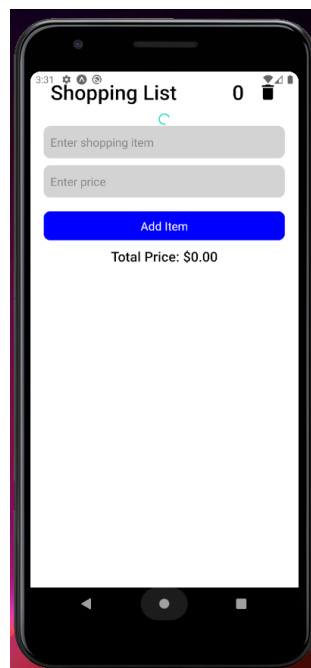 3:31
Shopping List 0
Enter shopping item
Enter price
Add Item
Total Price: $0.00